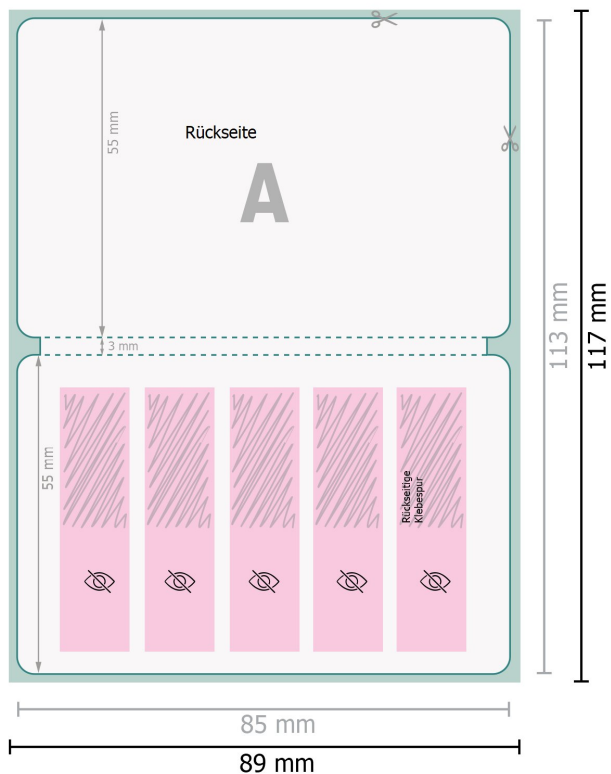 55 mm
Rückseite
A
3 mm
55 mm
Rückseitige
Klebespur
113 mm
117 mm
85 mm
89 mm